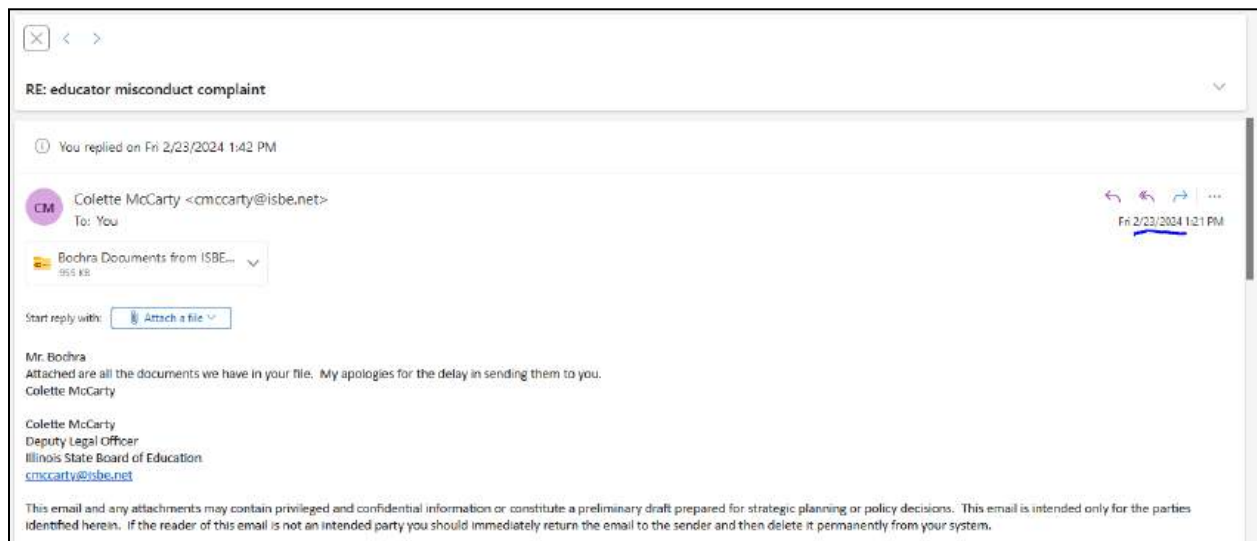 RE: educator misconduct complaint
You replied on Fri 2/23/2024 1:42 PM
CM
Colette McCarty <cmccarty@isbe.net>
To: You
Fri 2/23/2024 1:21 PM
Bochra Documents from ISBE...
955 KB
Start reply with:
Attach a file
Mr. Bochra
Attached are all the documents we have in your file. My apologies for the delay in sending them to you.
Colette McCarty
Colette McCarty
Deputy Legal Officer
Illinois State Board of Education
cmccarty@isbe.net
This email and any attachments may contain privileged and confidential information or constitute a preliminary draft prepared for strategic planning or policy decisions. This email is intended only for the parties
identified herein. If the reader of this email is not an intended party you should immediately return the email to the sender and then delete it permanently from your system.